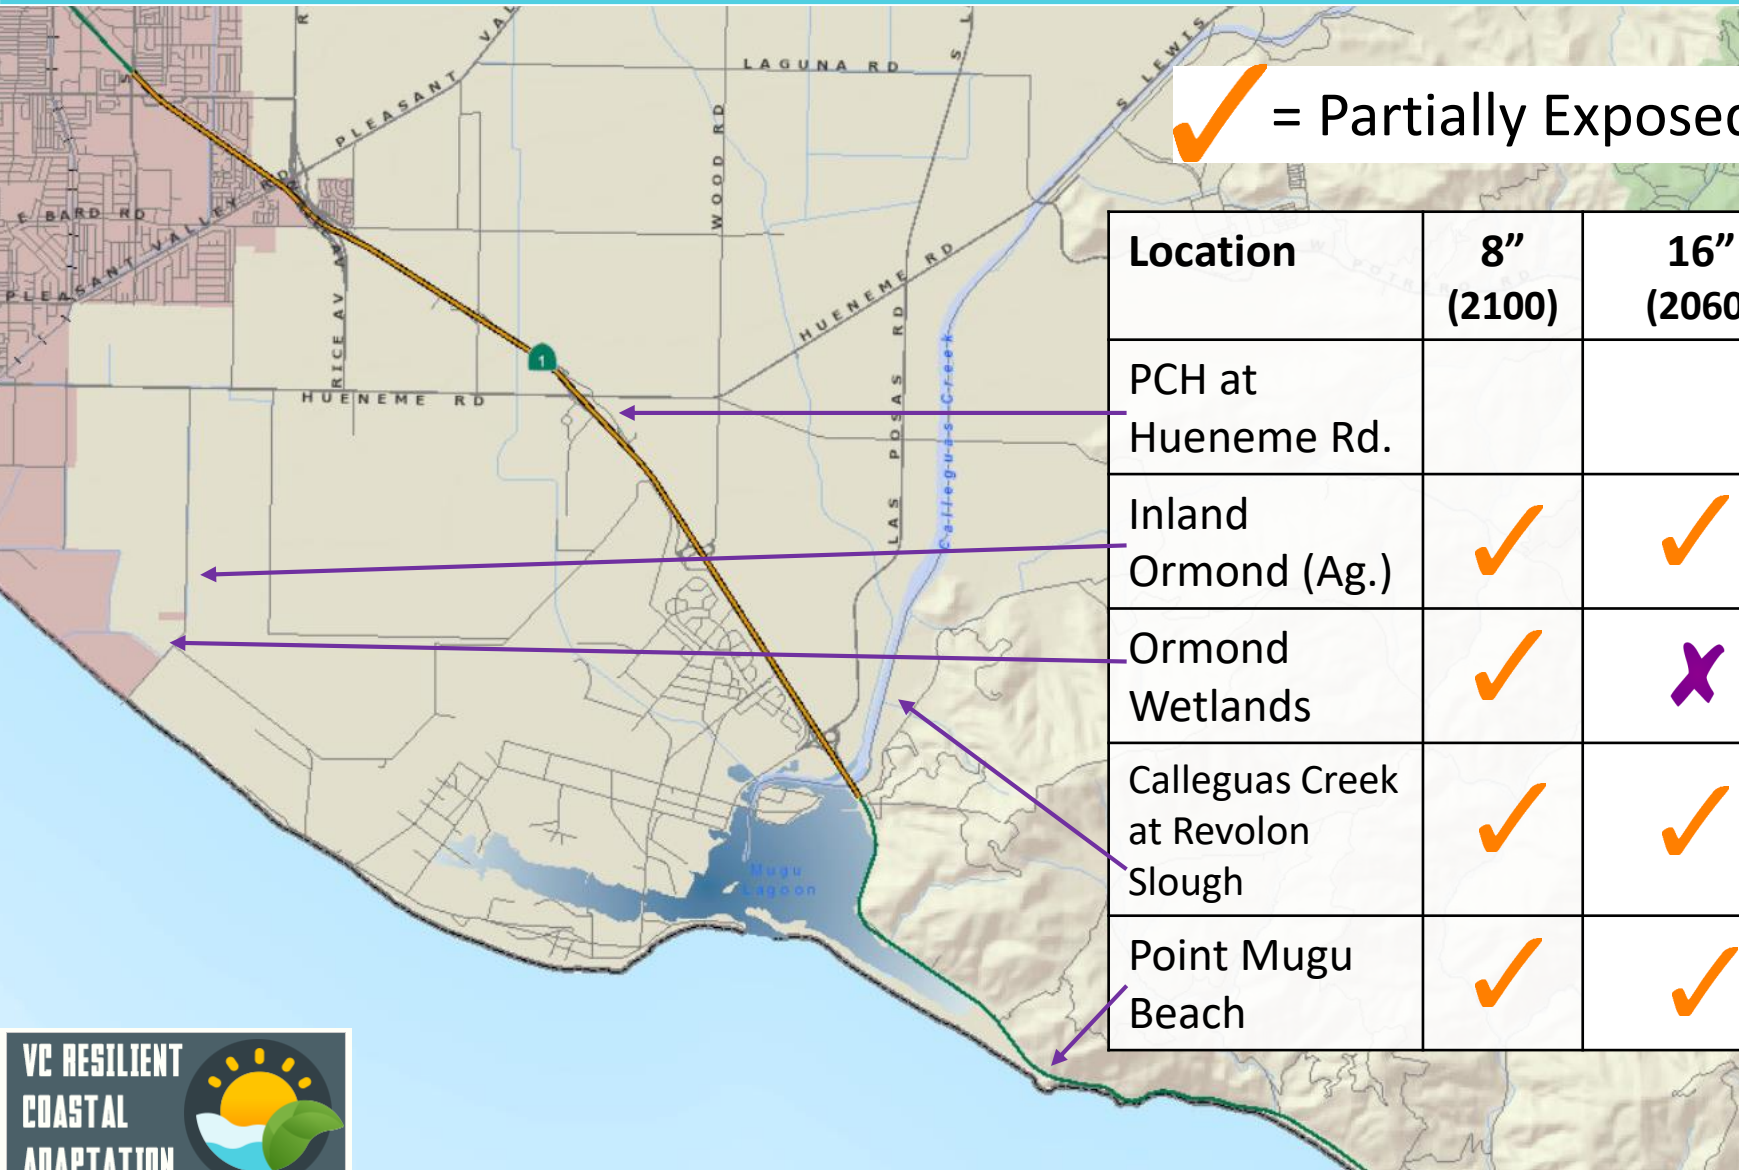 LAGUNA RD
S LEWIS
PLEASANT
VAL
WOOD RD
✓ = Partially Exposed
E BARD RD
PLEASANT VALLEY RD
RICE AV
HUENEME RD
HUENEME RD
LAS POSAS RD
Calleguas Creek
1
Mugu
Lagoon
Location 8” 16”
(2100) (2060
PCH at
Hueneme Rd.
Inland ✓ ✓
Ormond (Ag.)
Ormond ✓ ✗
Wetlands
Calleguas Creek ✓ ✓
at Revolon
Slough
Point Mugu ✓ ✓
Beach
VC RESILIENT
COASTAL
ADAPTATION